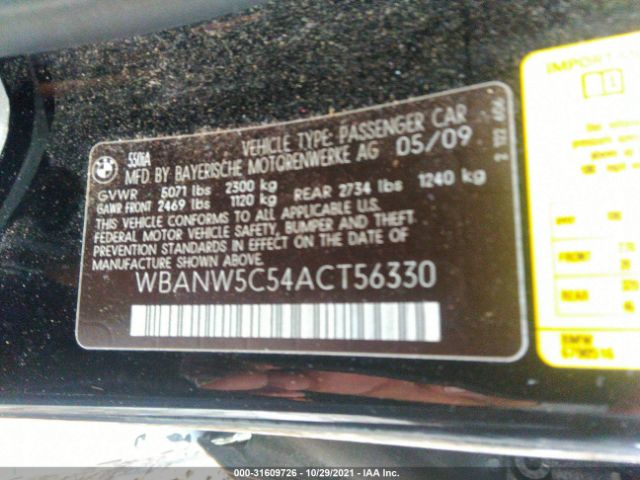 BMW
550iA
VEHICLE TYPE: PASSENGER CAR
MFD. BY BAYERISCHE MOTORENWERKE AG 05/09
GVWR 5071 lbs 2300 kg
GAWR FRONT 2469 lbs 1120 kg REAR 2734 lbs 1240 kg
THIS VEHICLE CONFORMS TO ALL APPLICABLE U.S.
FEDERAL MOTOR VEHICLE SAFETY, BUMPER AND THEFT
PREVENTION STANDARDS IN EFFECT ON THE DATE
OF MANUFACTURE SHOWN ABOVE.
WBANW5C54ACT56330
FRONT
REAR
BMW
000-31609726 - 10/29/2021 - IAA Inc.